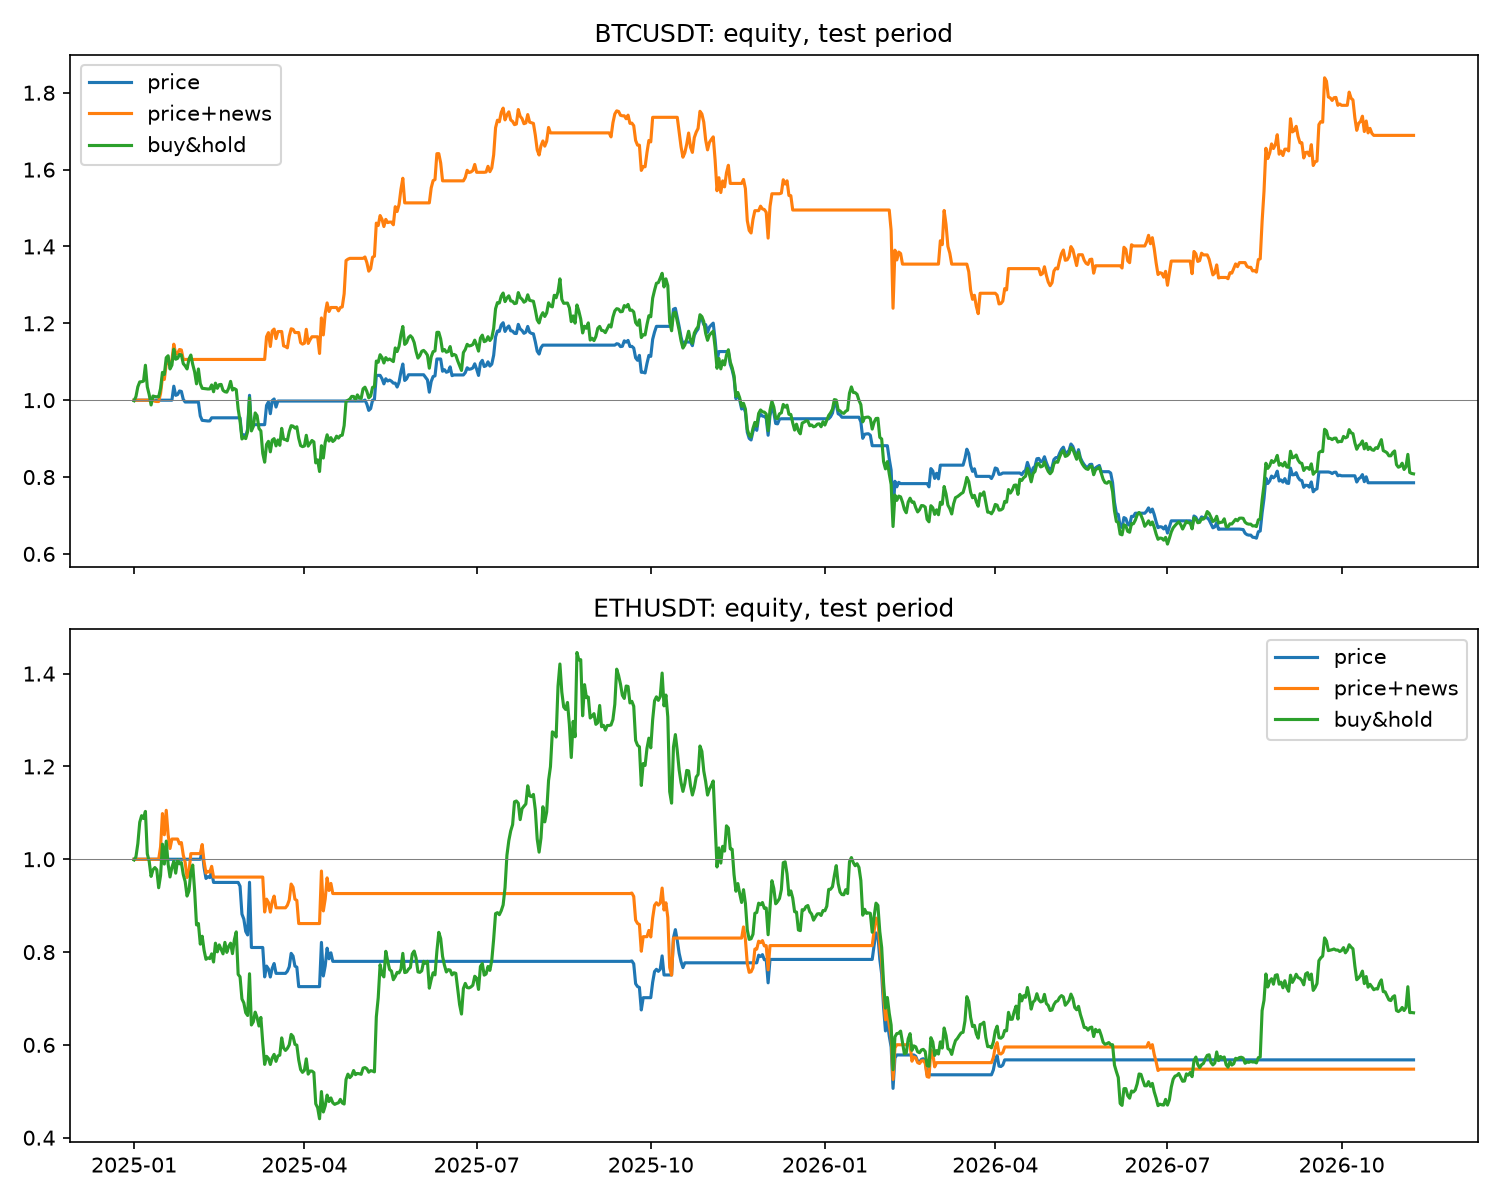 BTCUSDT: equity, test period
price
price+news
buy&hold
1.8
1.6
1.4
1.2
1.0
0.8
0.6
ETHUSDT: equity, test period
price
price+news
buy&hold
1.4
1.2
1.0
0.8
0.6
0.4
2025-01 2025-04 2025-07 2025-10 2026-01 2026-04 2026-07 2026-10